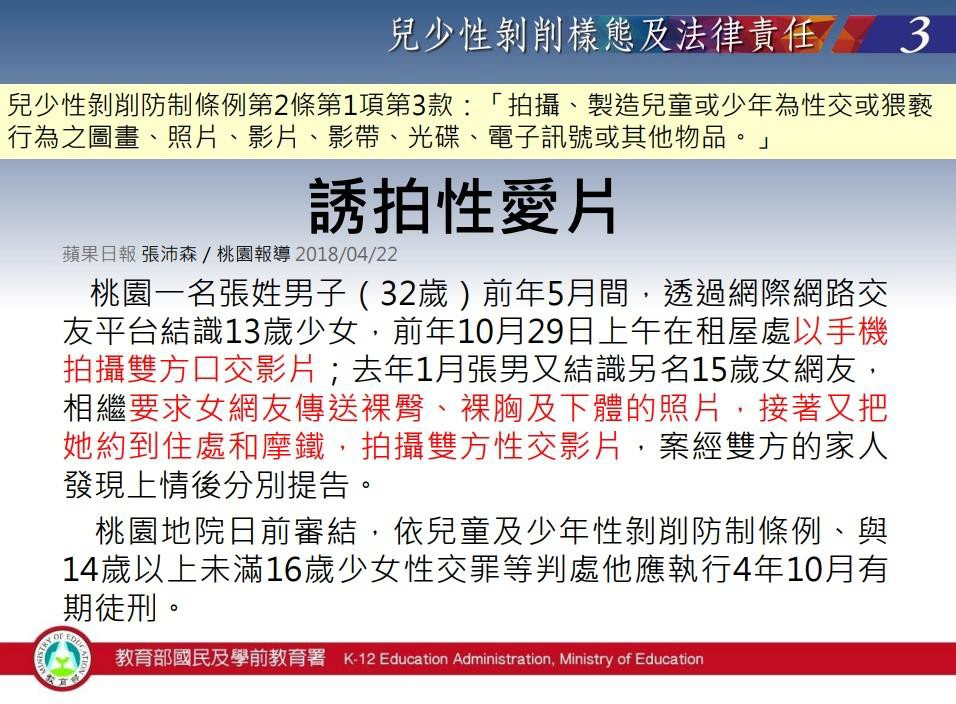 兒少性剝削樣態及法律責任 3
兒少性剝削防制條例第2條第1項第3款：「拍攝、製造兒童或少年為性交或猥褻
行為之圖畫、照片、影片、影帶、光碟、電子訊號或其他物品。」
誘拍性愛片
蘋果日報 張沛森／桃園報導 2018/04/22
桃園一名張姓男子（32歲）前年5月間，透過網際網路交
友平台結識13歲少女，前年10月29日上午在租屋處以手機
拍攝雙方口交影片；去年1月張男又結識另名15歲女網友，
相繼要求女網友傳送裸臀、裸胸及下體的照片，接著又把
她約到住處和摩鐵，拍攝雙方性交影片，案經雙方的家人
發現上情後分別提告。
桃園地院日前審結，依兒童及少年性剝削防制條例、與
14歲以上未滿16歲少女性交罪等判處他應執行4年10月有
期徒刑。
MINISTRY OF EDUCATION
教育部
教育部國民及學前教育署 K-12 Education Administration, Ministry of Education